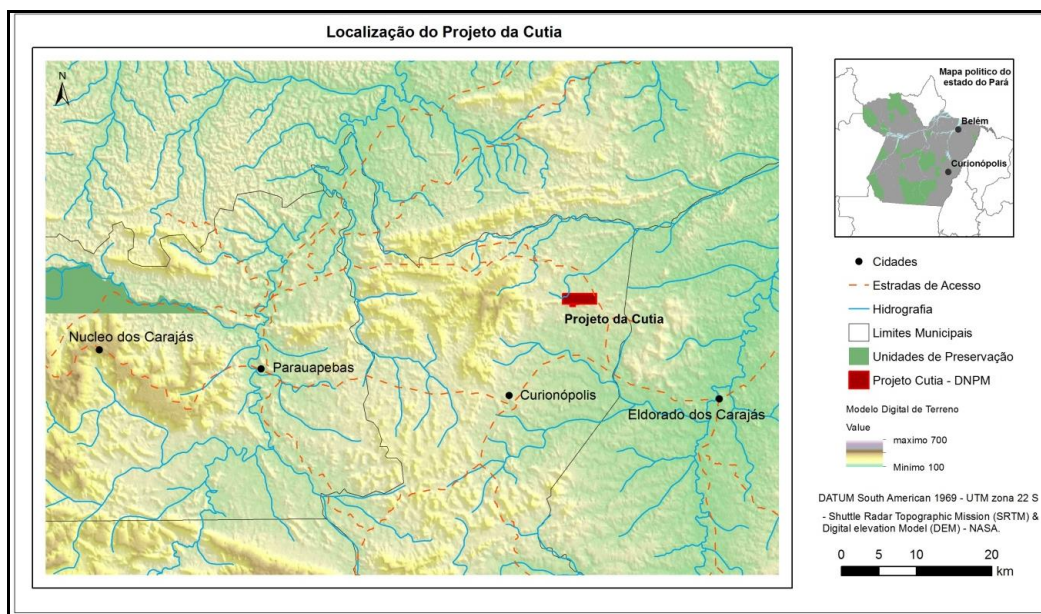 Localização do Projeto da Cutia
N
Nucleo dos Carajás
Parauapebas
Curionópolis
Eldorado dos Carajás
Projeto da Cutia
Mapa politico do
estado do Pará
Belém
Curionópolis
Cidades
Estradas de Acesso
Hidrografia
Limites Municipais
Unidades de Preservação
Projeto Cutia - DNPM
Modelo Digital de Terreno
Value
maximo 700
Minimo 100
DATUM South American 1969 - UTM zona 22 S
- Shuttle Radar Topographic Mission (SRTM) &
Digital elevation Model (DEM) - NASA.
0 5 10 20
km